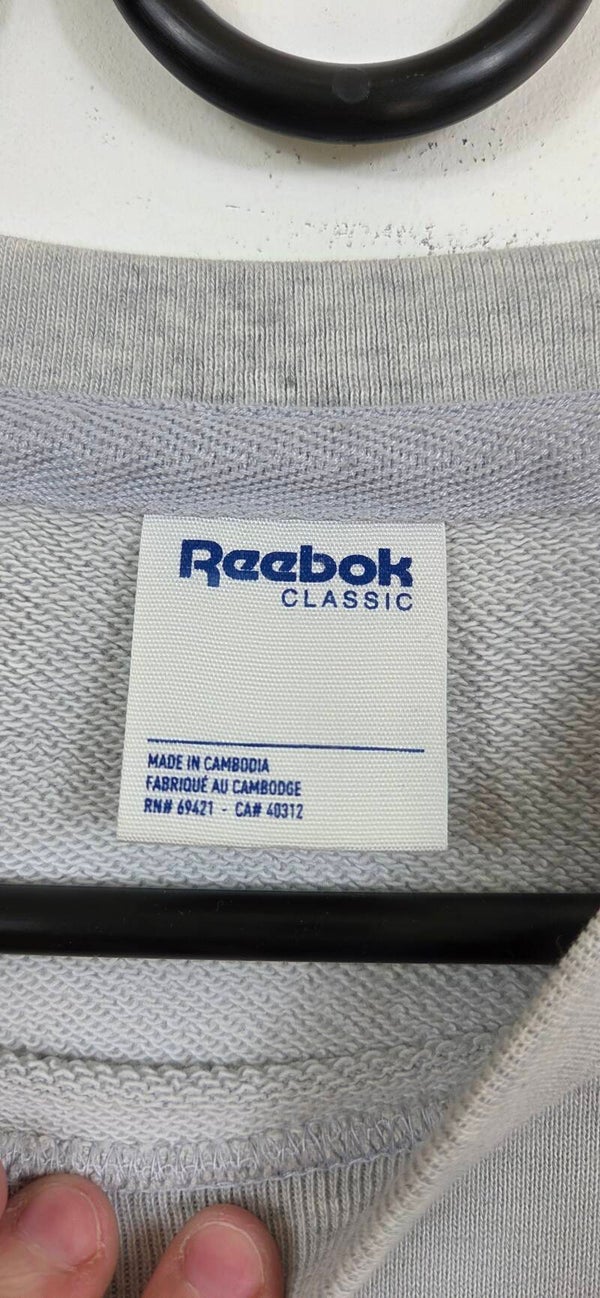 Reebok
CLASSIC
MADE IN CAMBODIA
FABRIQUÉ AU CAMBODGE
RN# 69421 - CA# 40312